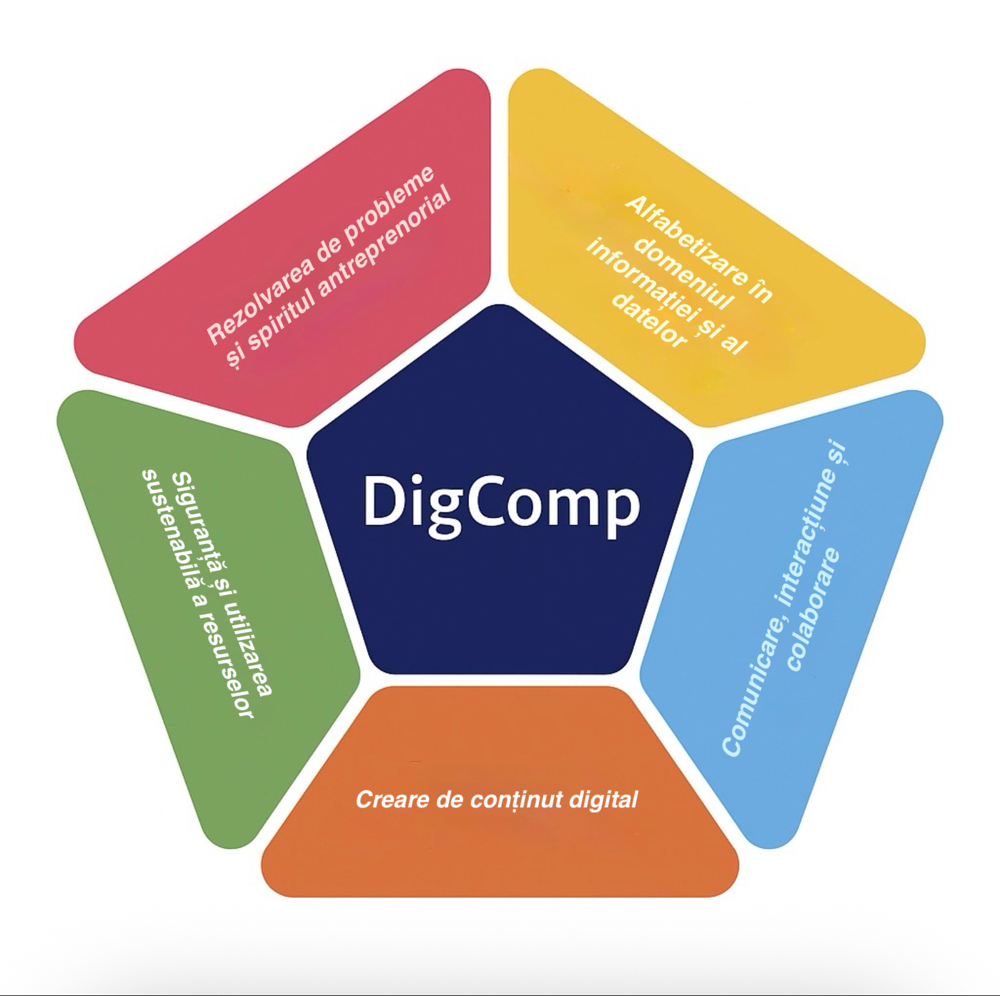 Rezolvarea de probleme
și spiritul antreprenorial
Alfabetizare în
domeniul
informației și al
datelor
DigComp
Siguranță și utilizarea
sustenabilă a resurselor
Comunicare, interacțiune și
colaborare
Creare de conținut digital